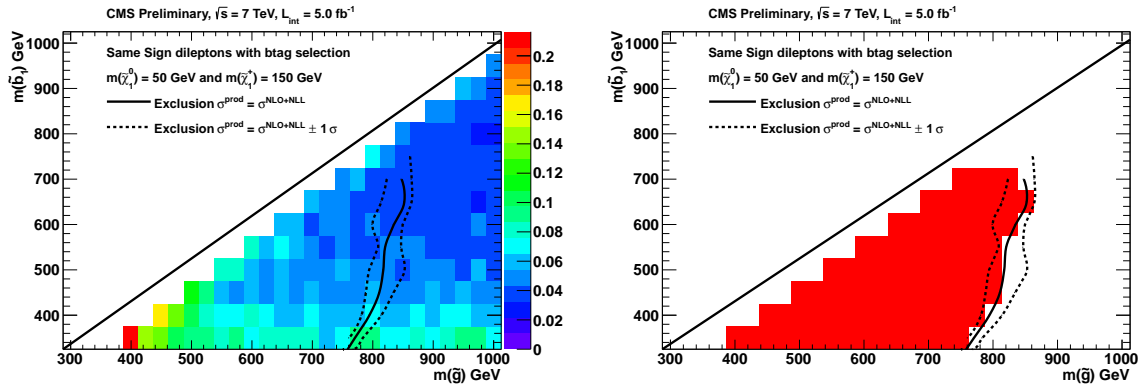 CMS Preliminary, √s = 7 TeV, L_int = 5.0 fb⁻¹
m(b̃₁) GeV
1000
900
800
700
600
500
400
Same Sign dileptons with btag selection
m(χ̃₁⁰) = 50 GeV and m(χ̃₁⁺) = 150 GeV
Exclusion σ^prod = σ^NLO+NLL
Exclusion σ^prod = σ^NLO+NLL ± 1 σ
0.2
0.18
0.16
0.14
0.12
0.1
0.08
0.06
0.04
0.02
0
300 400 500 600 700 800 900 1000
m(g̃) GeV
CMS Preliminary, √s = 7 TeV, L_int = 5.0 fb⁻¹
m(b̃₁) GeV
1000
900
800
700
600
500
400
Same Sign dileptons with btag selection
m(χ̃₁⁰) = 50 GeV and m(χ̃₁⁺) = 150 GeV
Exclusion σ^prod = σ^NLO+NLL
Exclusion σ^prod = σ^NLO+NLL ± 1 σ
300 400 500 600 700 800 900 1000
m(g̃) GeV